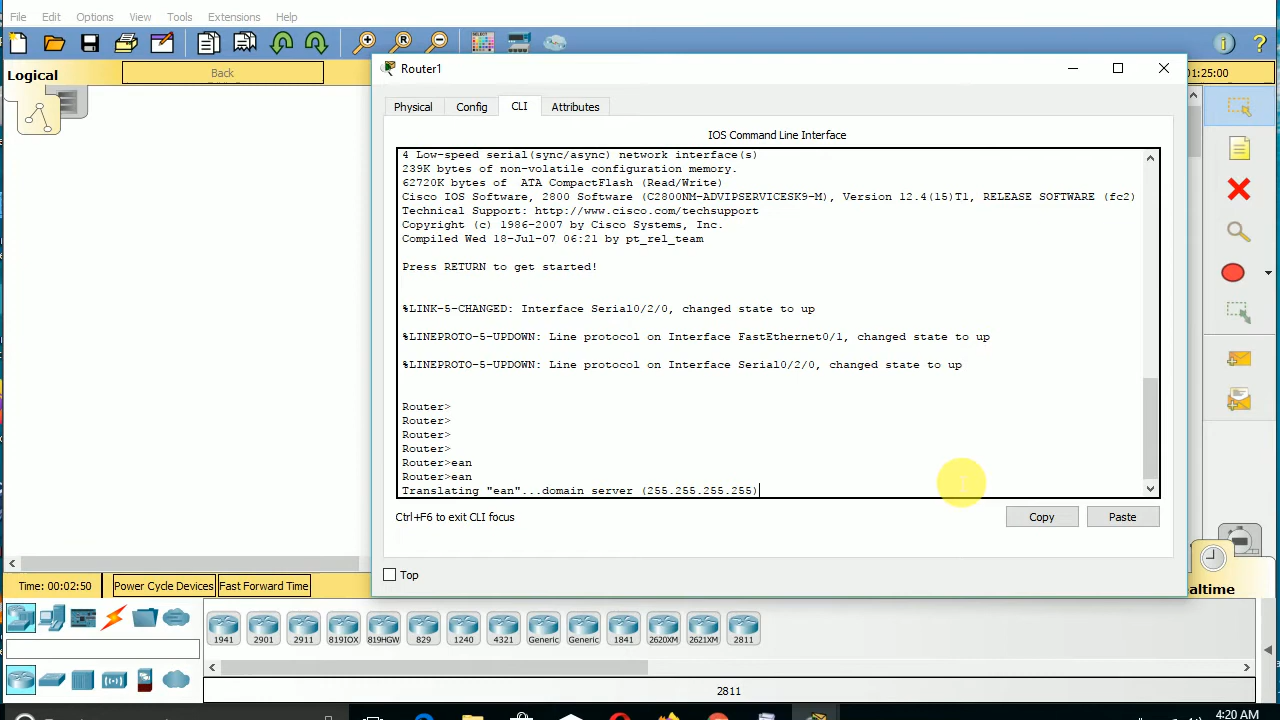 File Edit Options View Tools Extensions Help
Logical
Back
1:25:00
Router1
Physical Config CLI Attributes
IOS Command Line Interface
4 Low-speed serial(sync/async) network interface(s)
239K bytes of non-volatile configuration memory.
62720K bytes of ATA CompactFlash (Read/Write)
Cisco IOS Software, 2800 Software (C2800NM-ADVIPSERVICESK9-M), Version 12.4(15)T1, RELEASE SOFTWARE (fc2)
Technical Support: http://www.cisco.com/techsupport
Copyright (c) 1986-2007 by Cisco Systems, Inc.
Compiled Wed 18-Jul-07 06:21 by pt_rel_team
Press RETURN to get started!
%LINK-5-CHANGED: Interface Serial0/2/0, changed state to up
%LINEPROTO-5-UPDOWN: Line protocol on Interface FastEthernet0/1, changed state to up
%LINEPROTO-5-UPDOWN: Line protocol on Interface Serial0/2/0, changed state to up
Router>
Router>
Router>
Router>
Router>ean
Router>ean
Translating "ean"...domain server (255.255.255.255)
Ctrl+F6 to exit CLI focus
Copy Paste
Top
Time: 00:02:50 Power Cycle Devices Fast Forward Time
altime
1941 2901 2911 819IOX 819HGW 829 1240 4321 Generic Generic 1841 2620XM 2621XM 2811
2811
4:20 AM